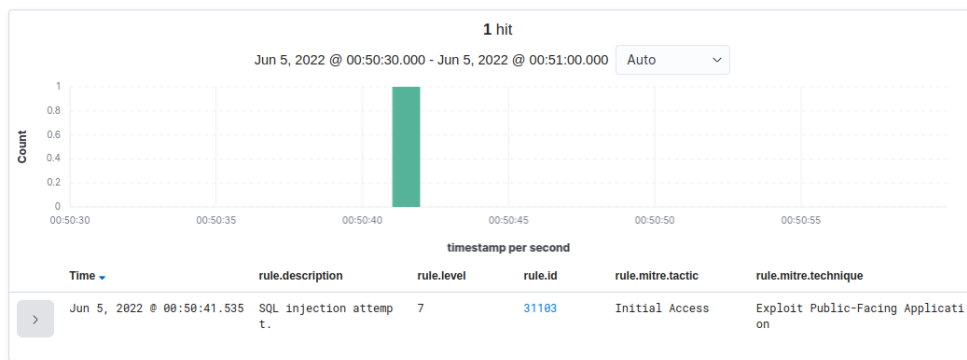 1 hit
Jun 5, 2022 @ 00:50:30.000 - Jun 5, 2022 @ 00:51:00.000 Auto
1
0.8
0.6
0.4
0.2
0
Count
00:50:30 00:50:35 00:50:40 00:50:45 00:50:50 00:50:55
timestamp per second
Time rule.description rule.level rule.id rule.mitre.tactic rule.mitre.technique
Jun 5, 2022 @ 00:50:41.535 SQL injection attemp 7 31103 Initial Access Exploit Public-Facing Applicati
t. on